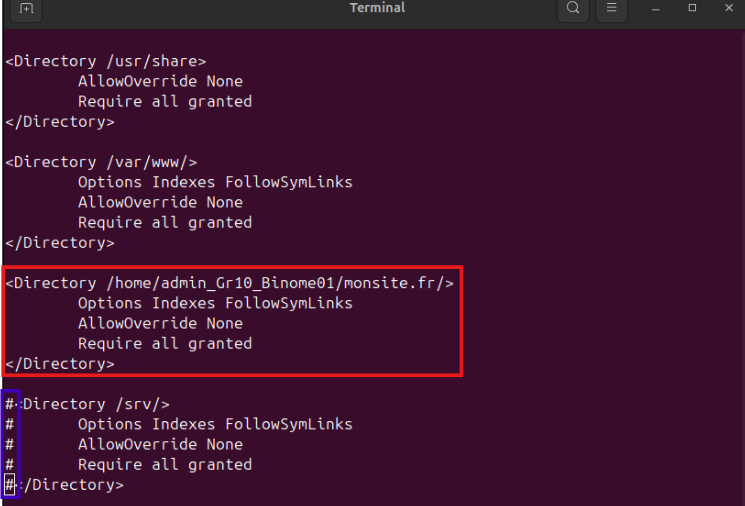 Terminal
<Directory /usr/share>
        AllowOverride None
        Require all granted
</Directory>
<Directory /var/www/>
        Options Indexes FollowSymLinks
        AllowOverride None
        Require all granted
</Directory>
<Directory /home/admin_Gr10_Binome01/monsite.fr/>
        Options Indexes FollowSymLinks
        AllowOverride None
        Require all granted
</Directory>
#<Directory /srv/>
#       Options Indexes FollowSymLinks
#       AllowOverride None
#       Require all granted
#</Directory>